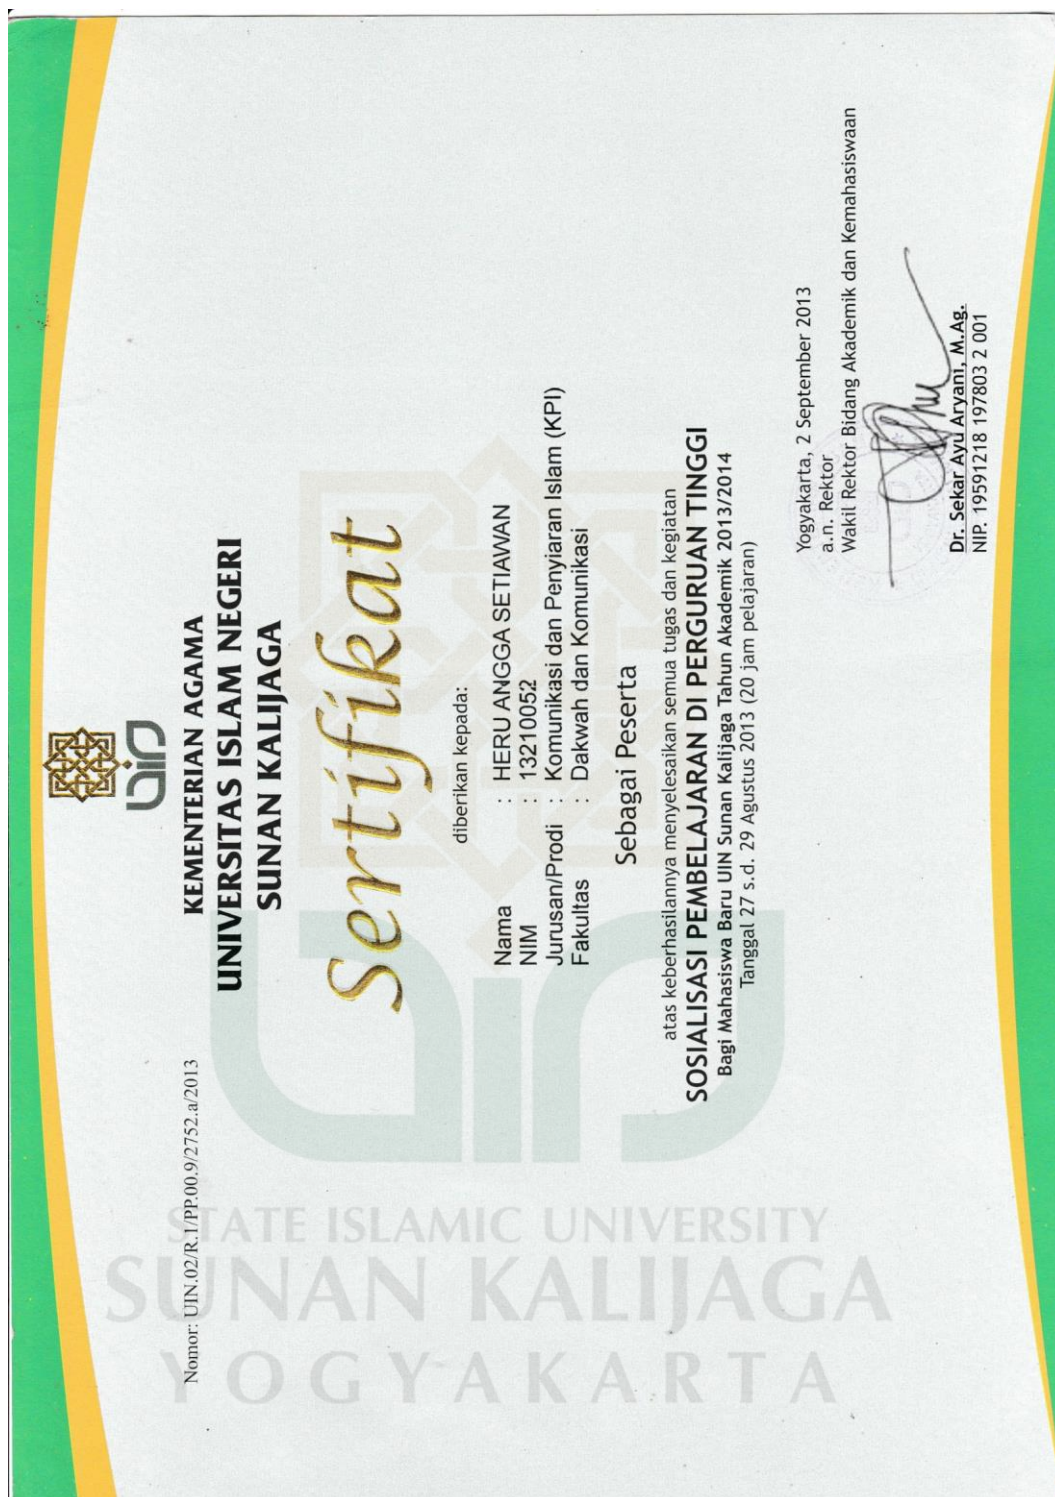 Nomor: UIN.02/R.1/PP.00.9/2752.a/2013
uin
KEMENTERIAN AGAMA
UNIVERSITAS ISLAM NEGERI
SUNAN KALIJAGA
Sertifikat
diberikan kepada:
Nama : HERU ANGGA SETIAWAN
NIM : 13210052
Jurusan/Prodi : Komunikasi dan Penyiaran Islam (KPI)
Fakultas : Dakwah dan Komunikasi
Sebagai Peserta
atas keberhasilannya menyelesaikan semua tugas dan kegiatan
SOSIALISASI PEMBELAJARAN DI PERGURUAN TINGGI
Bagi Mahasiswa Baru UIN Sunan Kalijaga Tahun Akademik 2013/2014
Tanggal 27 s.d. 29 Agustus 2013 (20 jam pelajaran)
Yogyakarta, 2 September 2013
a.n. Rektor
Wakil Rektor Bidang Akademik dan Kemahasiswaan
Dr. Sekar Ayu Aryani, M.Ag.
NIP. 19591218 197803 2 001
uin
STATE ISLAMIC UNIVERSITY
SUNAN KALIJAGA
YOGYAKARTA